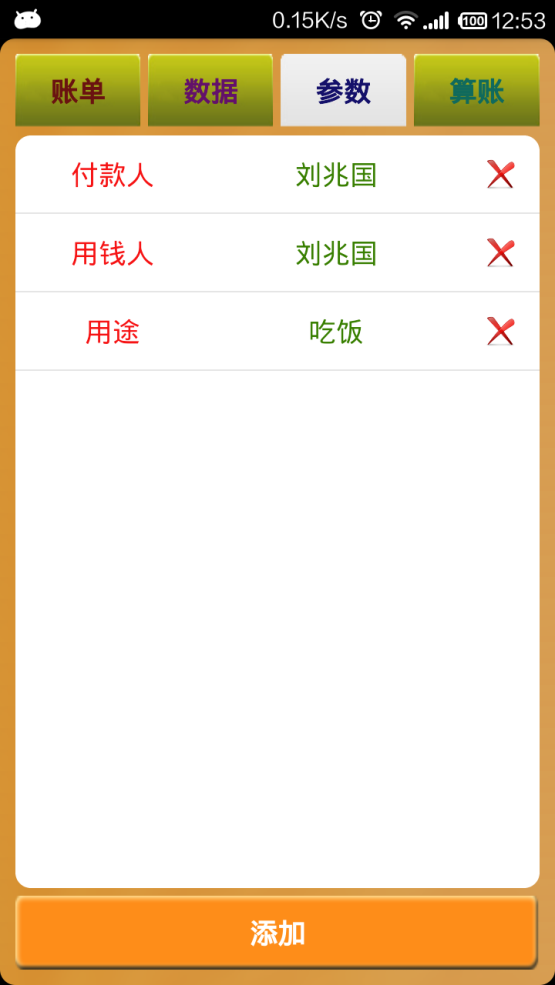 0.15K/s 100 12:53
账单 数据 参数 算账
付款人 刘兆国
用钱人 刘兆国
用途 吃饭
添加